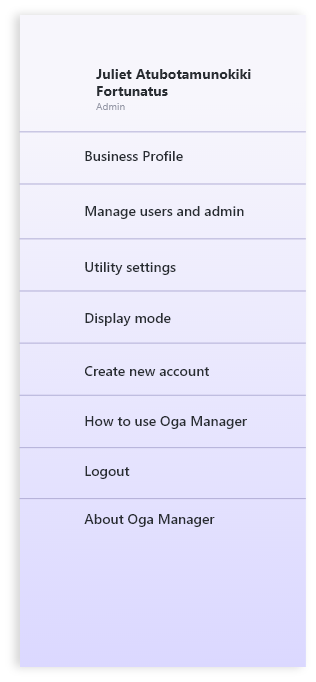 Juliet Atubotamunokiki
Fortunatus
Admin
Business Profile
Manage users and admin
Utility settings
Display mode
Create new account
How to use Oga Manager
Logout
About Oga Manager